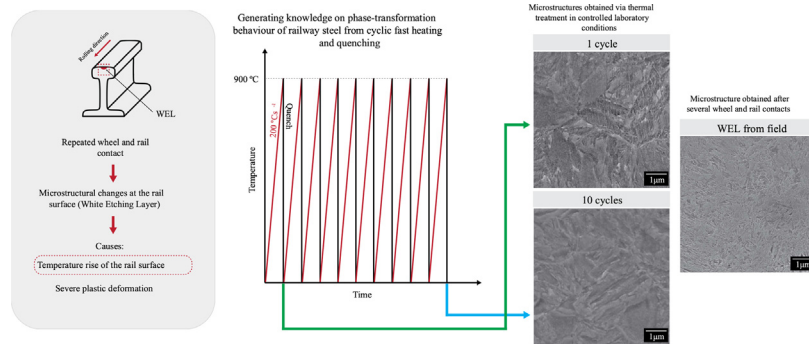 Rolling direction
WEL
Repeated wheel and rail
contact
Microstructural changes at the rail
surface (White Etching Layer)
Causes:
Temperature rise of the rail surface
Severe plastic deformation
Generating knowledge on phase-transformation
behaviour of railway steel from cyclic fast heating
and quenching
900 ºC
Temperature
200 ºCs⁻¹
Quench
Time
Microstructures obtained via thermal
treatment in controlled laboratory
conditions
1 cycle
1µm
10 cycles
1µm
Microstructure obtained after
several wheel and rail contacts
WEL from field
1µm